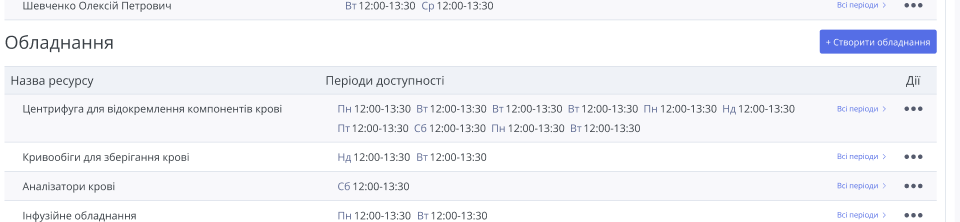 Шевченко Олексій Петрович Вт 12:00-13:30 Ср 12:00-13:30 Всі періоди
Обладнання + Створити обладнання
Назва ресурсу Періоди доступності Дії
Центрифуга для відокремлення компонентів крові Пн 12:00-13:30 Вт 12:00-13:30 Вт 12:00-13:30 Вт 12:00-13:30 Пн 12:00-13:30 Нд 12:00-13:30 Всі періоди
Пт 12:00-13:30 Сб 12:00-13:30 Пн 12:00-13:30 Вт 12:00-13:30
Кривообіги для зберігання крові Нд 12:00-13:30 Вт 12:00-13:30 Всі періоди
Аналізатори крові Сб 12:00-13:30 Всі періоди
Інфузійне обладнання Пн 12:00-13:30 Вт 12:00-13:30 Всі періоди